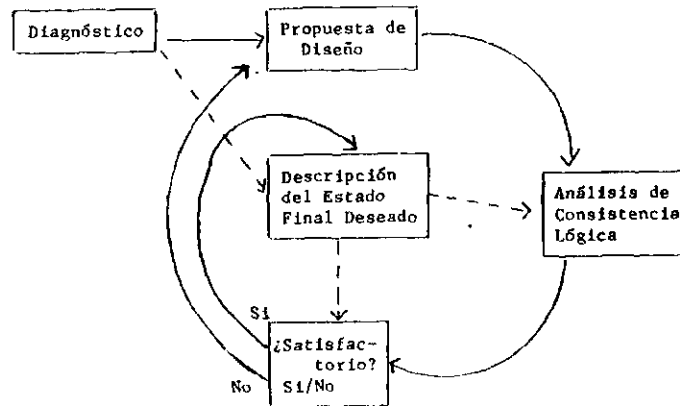 Diagnóstico
Propuesta de
Diseño
Descripción
del Estado
Final Deseado
Análisis de
Consistencia
Lógica
Si
¿Satisfac-
torio?
Si/No
No